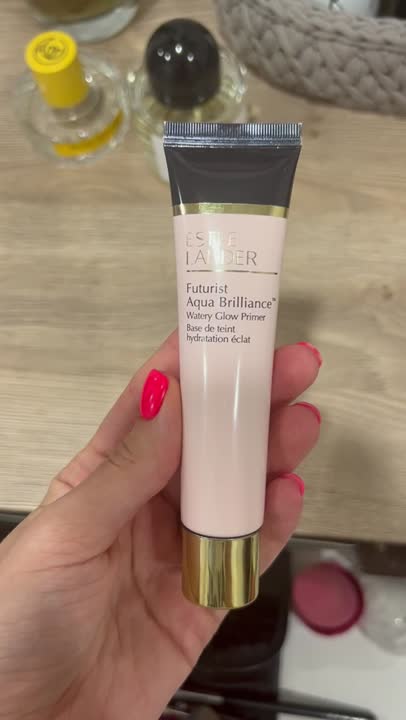 ESTĒE
LAUDER
Futurist
Aqua Brilliance™
Watery Glow Primer
Base de teint
hydratation éclat